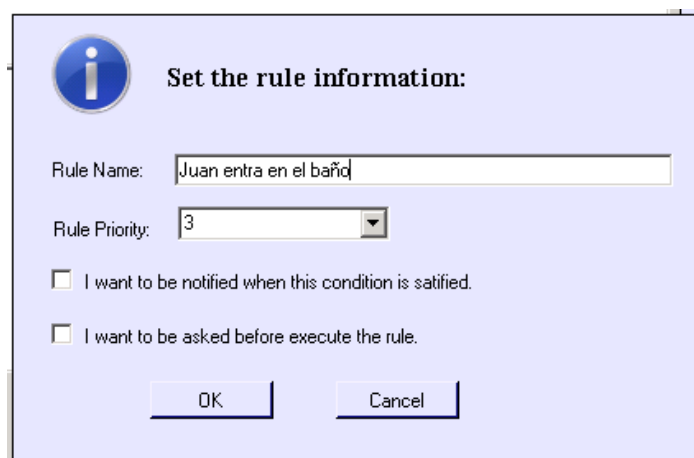 Set the rule information:
Rule Name: Juan entra en el baño
Rule Priority: 3
I want to be notified when this condition is satified.
I want to be asked before execute the rule.
OK Cancel